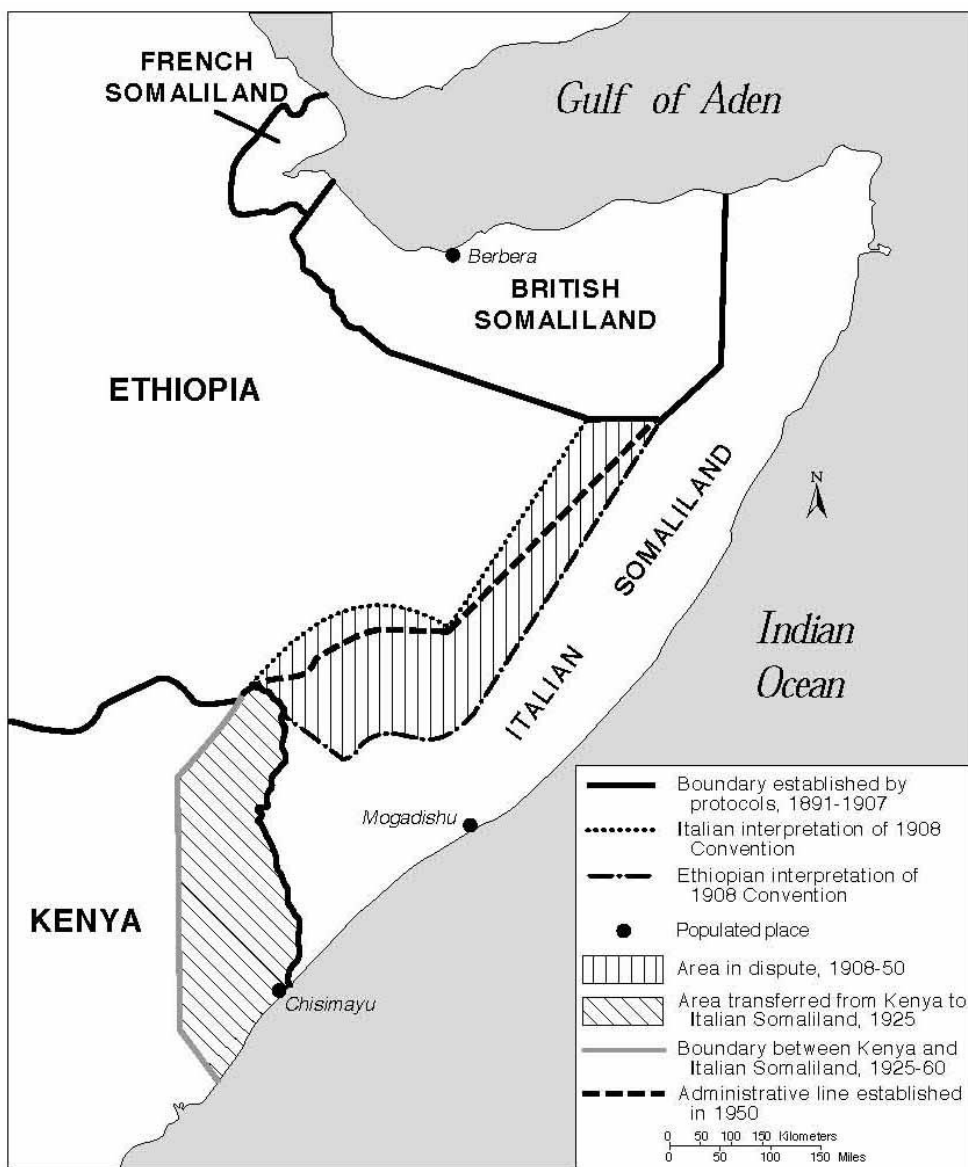 FRENCH
SOMALILAND
Gulf of Aden
Berbera
BRITISH
SOMALILAND
ETHIOPIA
SOMALILAND
N
ITALIAN
Indian
Ocean
Mogadishu
KENYA
Chisimayu
Boundary established by
protocols, 1891-1907
Italian interpretation of 1908
Convention
Ethiopian interpretation of
1908 Convention
Populated place
Area in dispute, 1908-50
Area transferred from Kenya to
Italian Somaliland, 1925
Boundary between Kenya and
Italian Somaliland, 1925-60
Administrative line established
in 1950
0 50 100 150 Kilometers
0 50 100 150 Miles